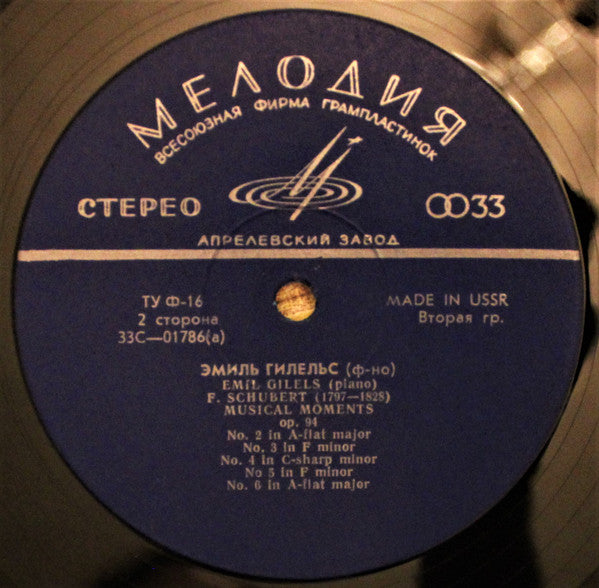 МЕЛОДИЯ
ВСЕСОЮЗНАЯ ФИРМА ГРАМПЛАСТИНОК
СТЕРЕО
33
АПРЕЛЕВСКИЙ ЗАВОД
ТУ Ф-16
MADE IN USSR
2 сторона
Вторая гр.
33С—01786(а)
ЭМИЛЬ ГИЛЕЛЬС (ф-но)
EMIL GILELS (piano)
F. SCHUBERT (1797—1828)
MUSICAL MOMENTS
op. 94
No. 2 in A-flat major
No. 3 in F minor
No. 4 in C-sharp minor
No 5 in F minor
No. 6 in A-flat major